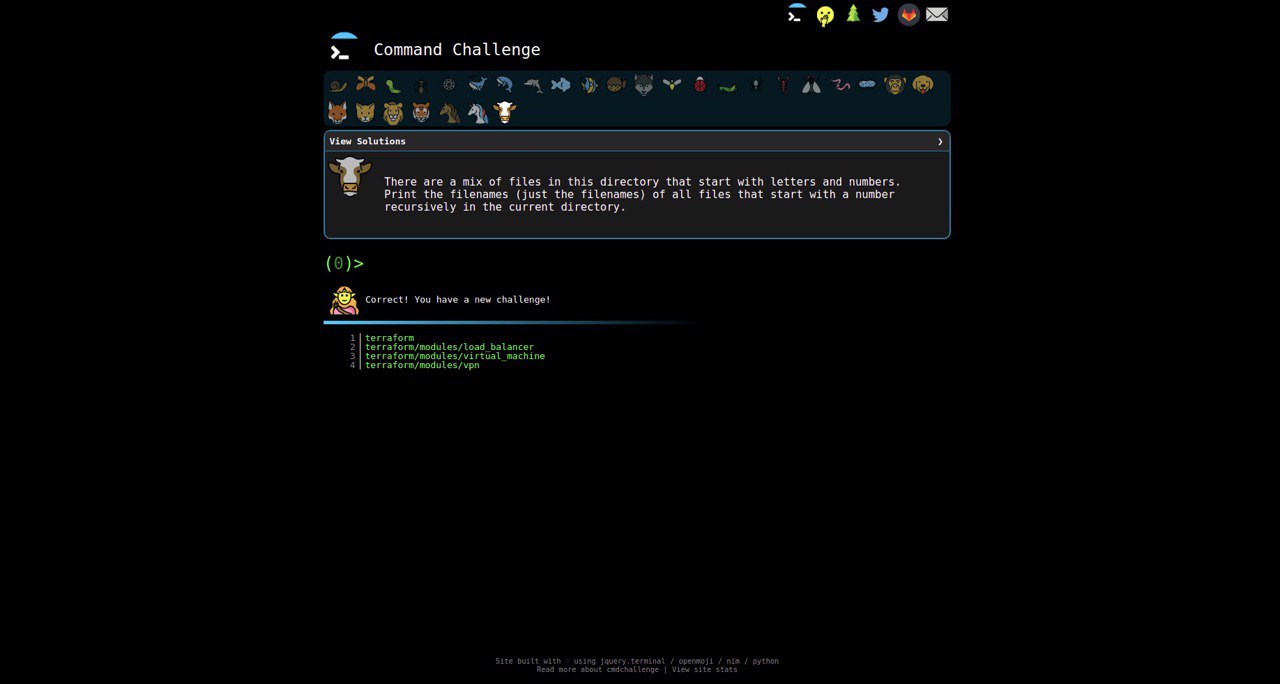 Command Challenge
View Solutions
There are a mix of files in this directory that start with letters and numbers.
Print the filenames (just the filenames) of all files that start with a number
recursively in the current directory.
(0)>
Correct! You have a new challenge!
1 terraform
2 terraform/modules/load_balancer
3 terraform/modules/virtual_machine
4 terraform/modules/vpn
Site built with ♡ using jquery.terminal / openmoji / nim / python
Read more about cmdchallenge | View site stats